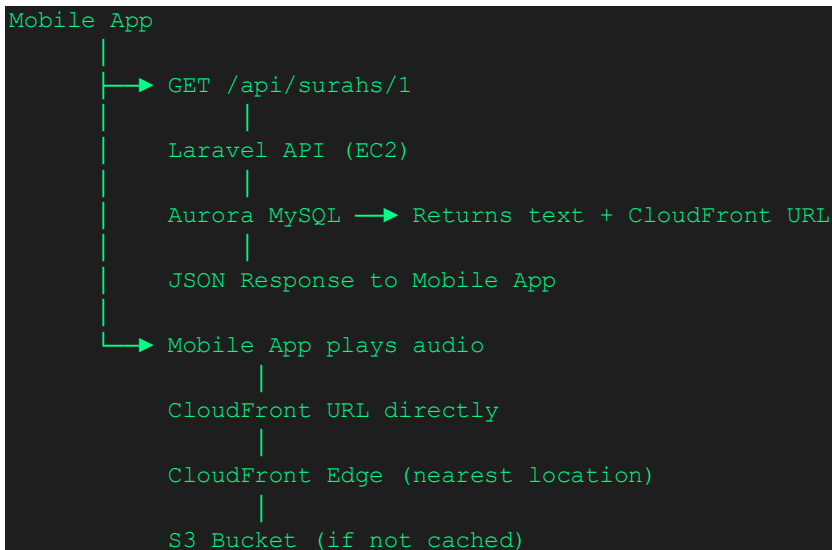 Mobile App
GET /api/surahs/1
Laravel API (EC2)
Aurora MySQL ──► Returns text + CloudFront URL
JSON Response to Mobile App
Mobile App plays audio
CloudFront URL directly
CloudFront Edge (nearest location)
S3 Bucket (if not cached)